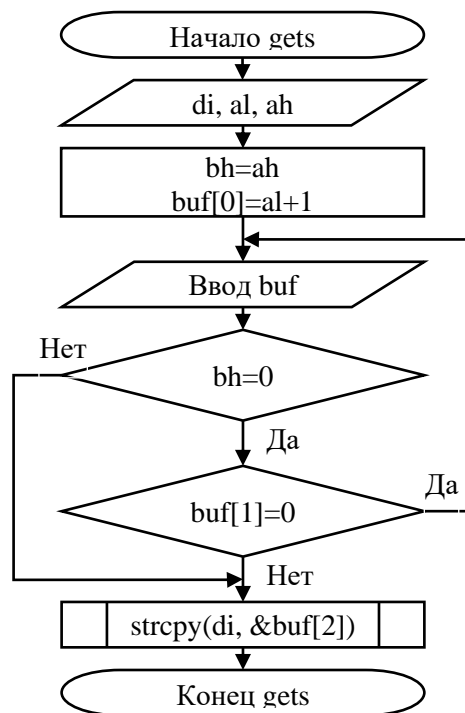 Начало gets
di, al, ah
bh=ah
buf[0]=al+1
Ввод buf
Нет
bh=0
Да
Да
buf[1]=0
Нет
strcpy(di, &buf[2])
Конец gets